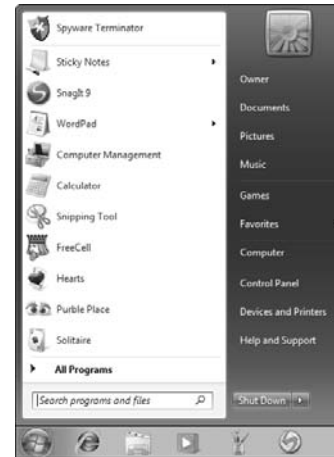 Spyware Terminator
Sticky Notes
SnagIt 9
WordPad
Computer Management
Calculator
Snipping Tool
FreeCell
Hearts
Purble Place
Solitaire
All Programs
Search programs and files
Owner
Documents
Pictures
Music
Games
Favorites
Computer
Control Panel
Devices and Printers
Help and Support
Shut Down